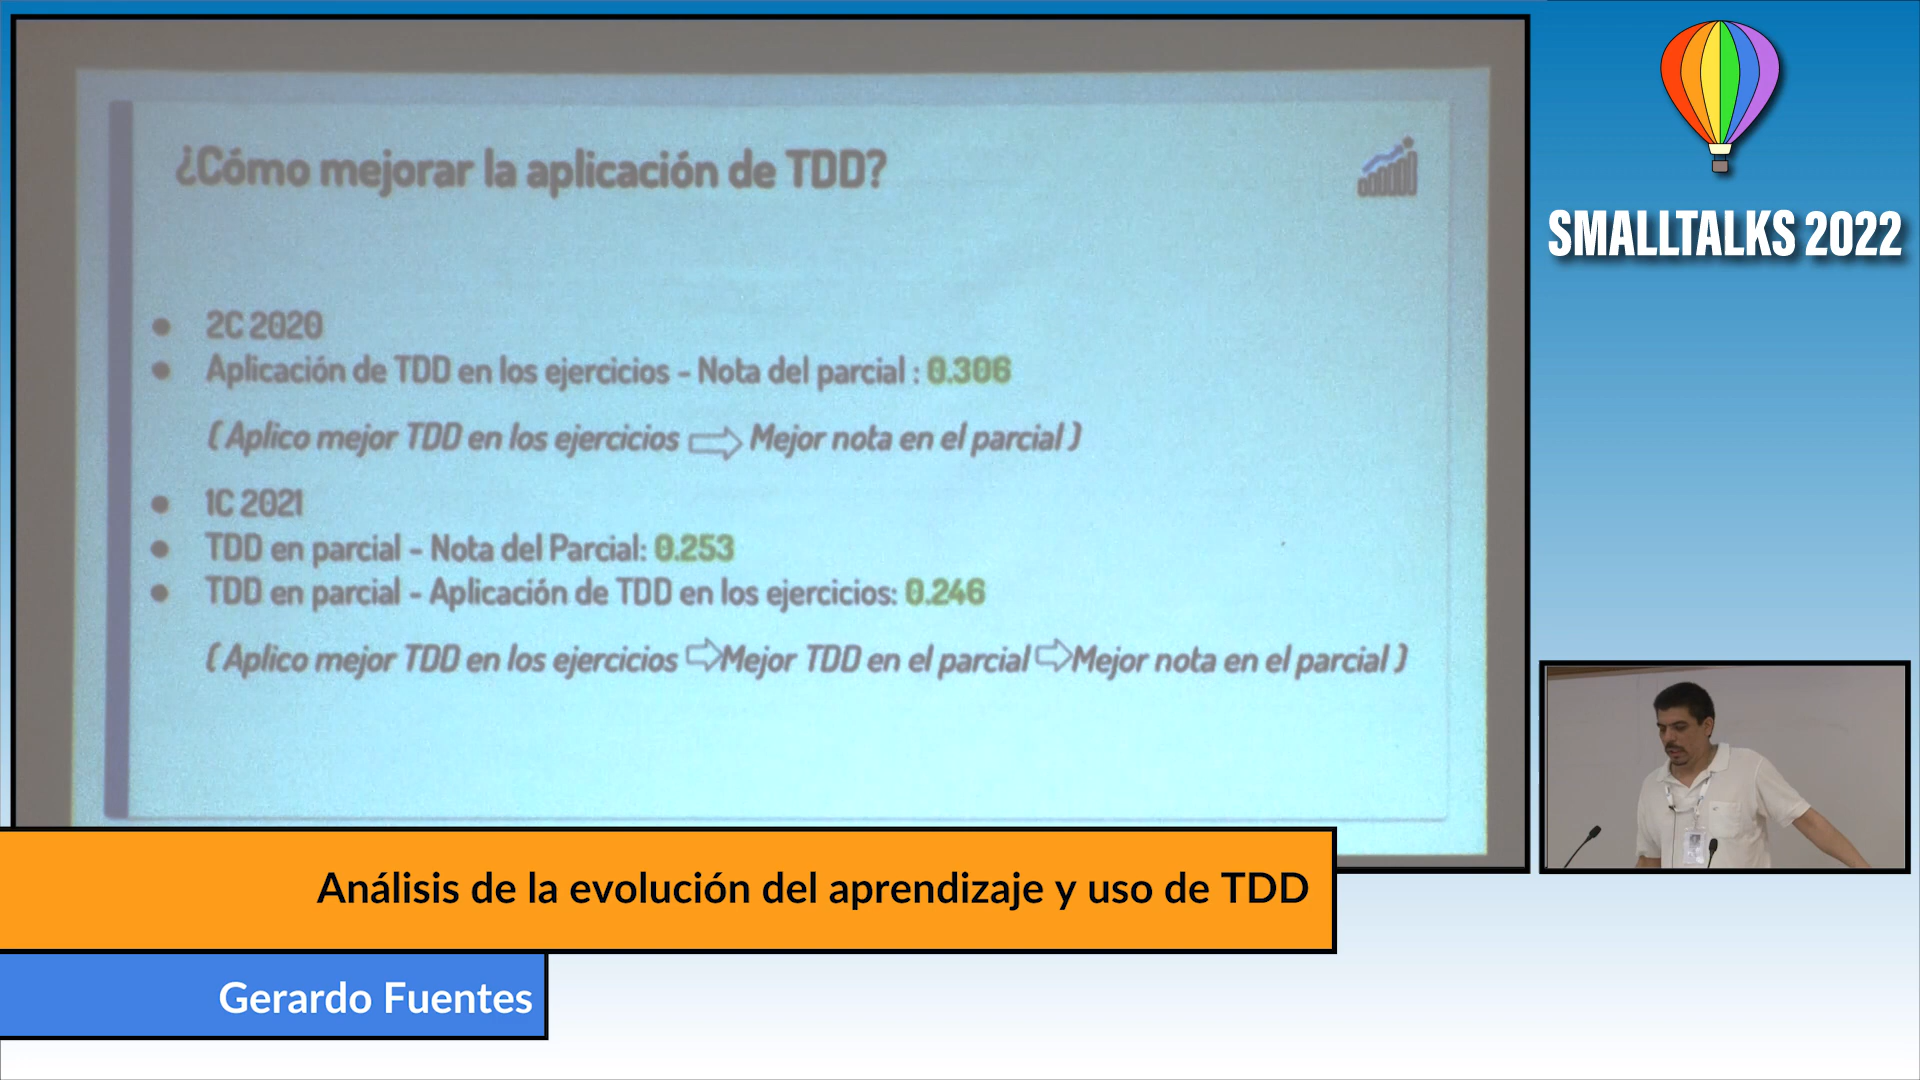 ¿Cómo mejorar la aplicación de TDD?
● 2C 2020
● Aplicación de TDD en los ejercicios - Nota del parcial : 0.306
( Aplico mejor TDD en los ejercicios ⇨ Mejor nota en el parcial )
● 1C 2021
● TDD en parcial - Nota del Parcial: 0.253
● TDD en parcial - Aplicación de TDD en los ejercicios: 0.246
( Aplico mejor TDD en los ejercicios ⇨Mejor TDD en el parcial ⇨Mejor nota en el parcial )
SMALLTALKS 2022
Análisis de la evolución del aprendizaje y uso de TDD
Gerardo Fuentes